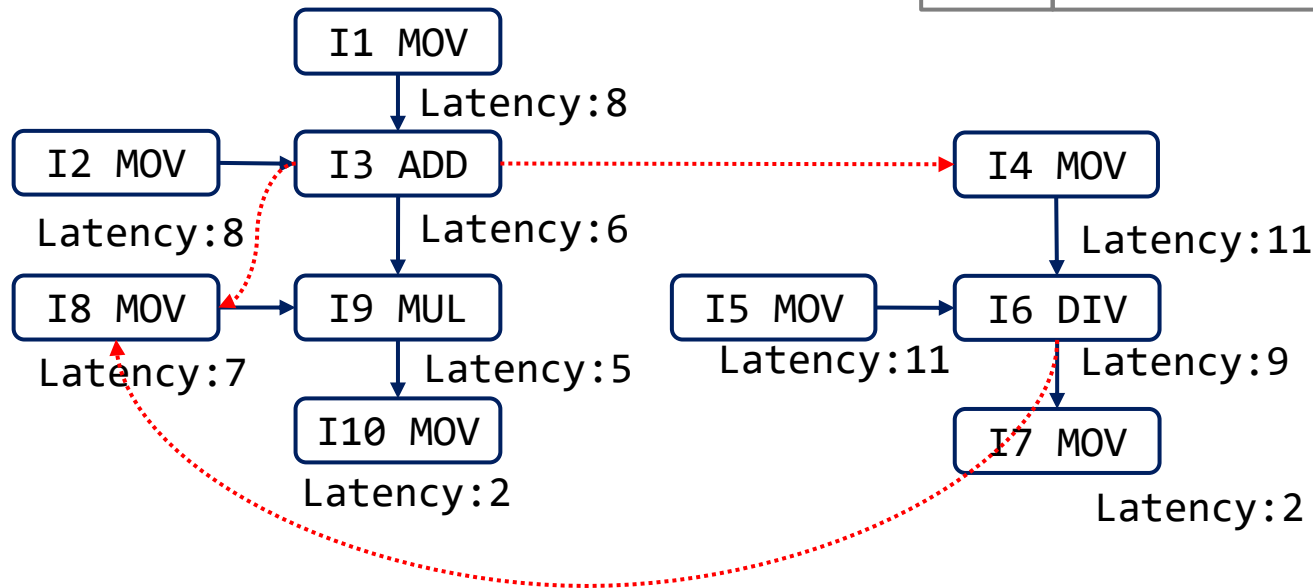 I1 MOV
Latency:8
I2 MOV
I3 ADD
I4 MOV
Latency:8
Latency:6
Latency:11
I8 MOV
I9 MUL
I5 MOV
I6 DIV
Latency:7
Latency:5
Latency:11
Latency:9
I10 MOV
I7 MOV
Latency:2
Latency:2